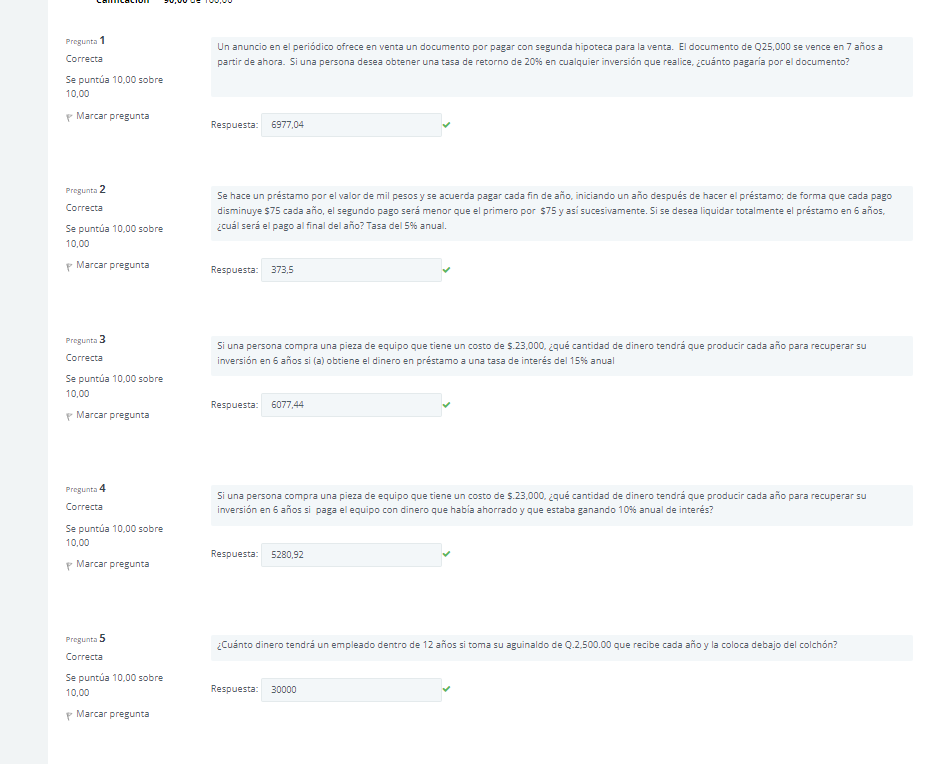 Calificación 90,00 de 100,00
Pregunta 1
Correcta
Se puntúa 10,00 sobre
10,00
Marcar pregunta
Un anuncio en el periódico ofrece en venta un documento por pagar con segunda hipoteca para la venta. El documento de Q25,000 se vence en 7 años a
partir de ahora. Si una persona desea obtener una tasa de retorno de 20% en cualquier inversión que realice, ¿cuánto pagaría por el documento?
Respuesta: 6977,04
Pregunta 2
Correcta
Se puntúa 10,00 sobre
10,00
Marcar pregunta
Se hace un préstamo por el valor de mil pesos y se acuerda pagar cada fin de año, iniciando un año después de hacer el préstamo; de forma que cada pago
disminuye $75 cada año, el segundo pago será menor que el primero por $75 y así sucesivamente. Si se desea liquidar totalmente el préstamo en 6 años,
¿cuál será el pago al final del año? Tasa del 5% anual.
Respuesta: 373,5
Pregunta 3
Correcta
Se puntúa 10,00 sobre
10,00
Marcar pregunta
Si una persona compra una pieza de equipo que tiene un costo de $.23,000, ¿qué cantidad de dinero tendrá que producir cada año para recuperar su
inversión en 6 años si (a) obtiene el dinero en préstamo a una tasa de interés del 15% anual
Respuesta: 6077,44
Pregunta 4
Correcta
Se puntúa 10,00 sobre
10,00
Marcar pregunta
Si una persona compra una pieza de equipo que tiene un costo de $.23,000, ¿qué cantidad de dinero tendrá que producir cada año para recuperar su
inversión en 6 años si paga el equipo con dinero que había ahorrado y que estaba ganando 10% anual de interés?
Respuesta: 5280,92
Pregunta 5
Correcta
Se puntúa 10,00 sobre
10,00
Marcar pregunta
¿Cuánto dinero tendrá un empleado dentro de 12 años si toma su aguinaldo de Q.2,500.00 que recibe cada año y la coloca debajo del colchón?
Respuesta: 30000